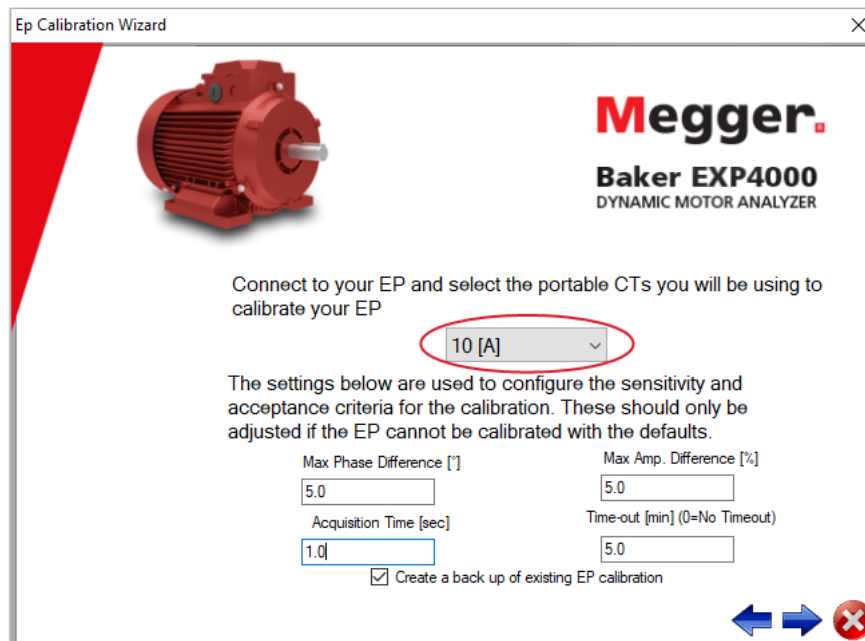 Ep Calibration Wizard
Megger.
Baker EXP4000
DYNAMIC MOTOR ANALYZER
Connect to your EP and select the portable CTs you will be using to
calibrate your EP
10 [A]
The settings below are used to configure the sensitivity and
acceptance criteria for the calibration. These should only be
adjusted if the EP cannot be calibrated with the defaults.
Max Phase Difference [°]
Max Amp. Difference [%]
5.0
5.0
Acquisition Time [sec]
Time-out [min] (0=No Timeout)
1.0
5.0
Create a back up of existing EP calibration